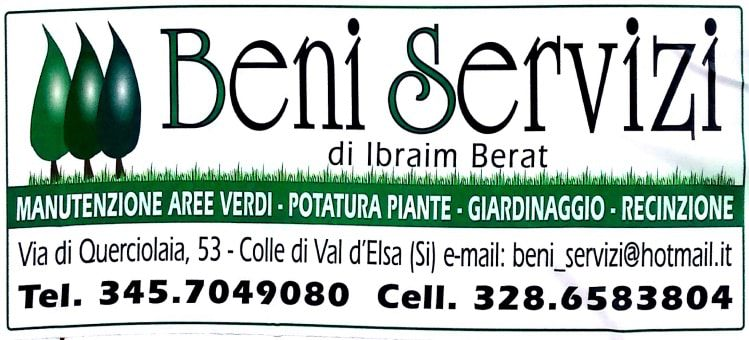 Beni Servizi
di Ibraim Berat
MANUTENZIONE AREE VERDI - POTATURA PIANTE - GIARDINAGGIO - RECINZIONE
Via di Querciolaia, 53 - Colle di Val d'Elsa (Si) e-mail: beni_servizi@hotmail.it
Tel. 345.7049080 Cell. 328.6583804